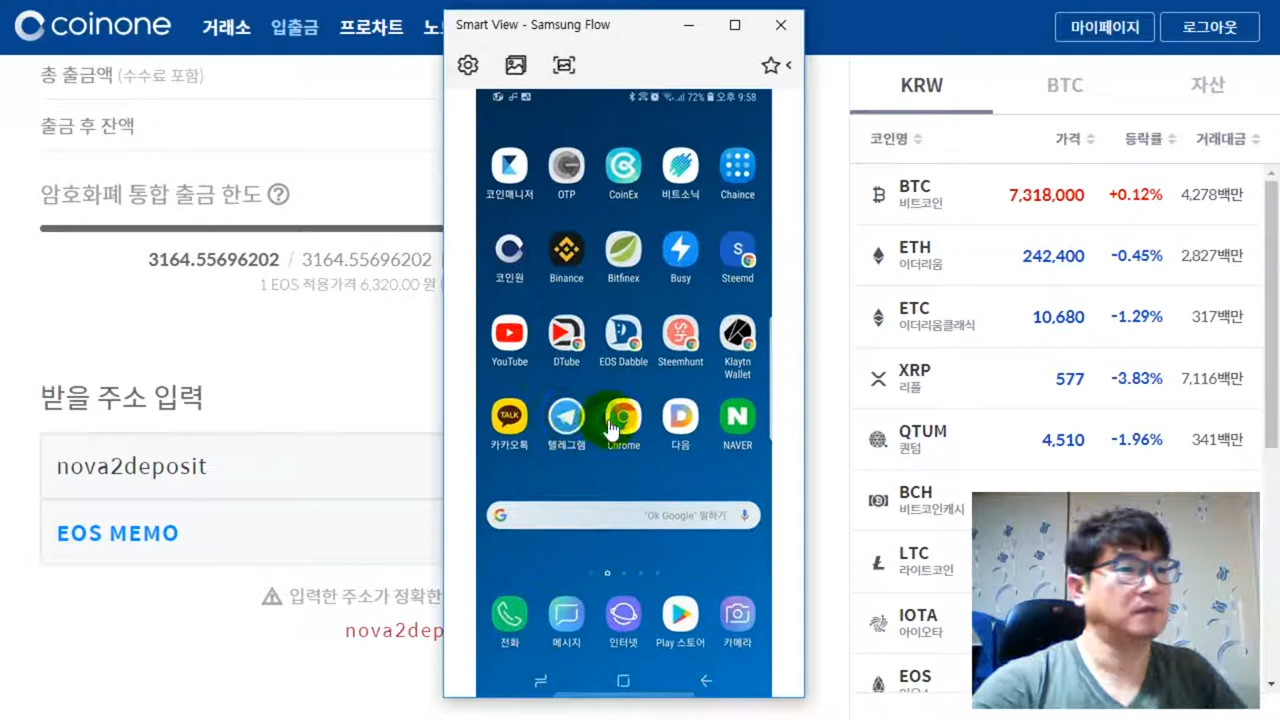 coinone
거래소 입출금 프로차트
마이페이지 로그아웃
총 출금액 (수수료 포함)
출금 후 잔액
암호화폐 통합 출금 한도
3164.55696202 / 3164.55696202
1 EOS 적용가격 6,320.00 원
받을 주소 입력
nova2deposit
EOS MEMO
입력한 주소가 정확한
nova2dep
Smart View - Samsung Flow
72% 오후 9:58
코인매니저 OTP CoinEx 비트소닉 Chaince
코인원 Binance Bitfinex Busy Steemd
YouTube DTube EOS Dabble Steemhunt Klaytn
Wallet
TALK
카카오톡 텔레그램 Chrome 다음 NAVER
'Ok Google' 말하기
전화 메시지 인터넷 Play 스토어 카메라
KRW BTC 자산
코인명 가격 등락률 거래대금
BTC 7,318,000 +0.12% 4,278백만
비트코인
ETH 242,400 -0.45% 2,827백만
이더리움
ETC 10,680 -1.29% 317백만
이더리움클래식
XRP 577 -3.83% 7,116백만
리플
QTUM 4,510 -1.96% 341백만
퀀텀
BCH
비트코인캐시
LTC
라이트코인
IOTA
아이오타
EOS